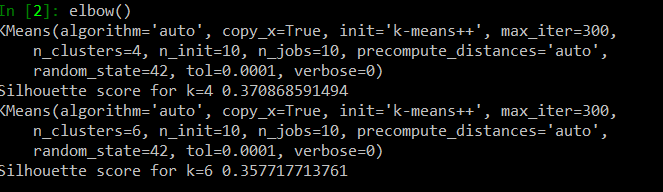 In [2]: elbow()
KMeans(algorithm='auto', copy_x=True, init='k-means++', max_iter=300,
    n_clusters=4, n_init=10, n_jobs=10, precompute_distances='auto',
    random_state=42, tol=0.0001, verbose=0)
Silhouette score for k=4 0.370868591494
KMeans(algorithm='auto', copy_x=True, init='k-means++', max_iter=300,
    n_clusters=6, n_init=10, n_jobs=10, precompute_distances='auto',
    random_state=42, tol=0.0001, verbose=0)
Silhouette score for k=6 0.357717713761